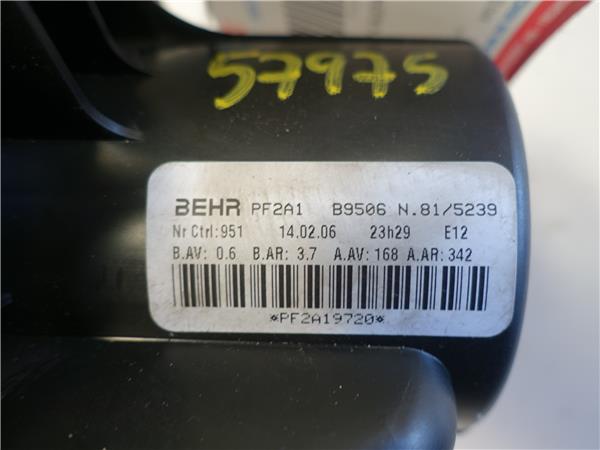 57975
BEHR PF2A1 B9506 N.81/5239
Nr Ctrl:951 14.02.06 23h29 E12
B.AV: 0.6 B.AR: 3.7 A.AV: 168 A.AR: 342
*PF2A19720*